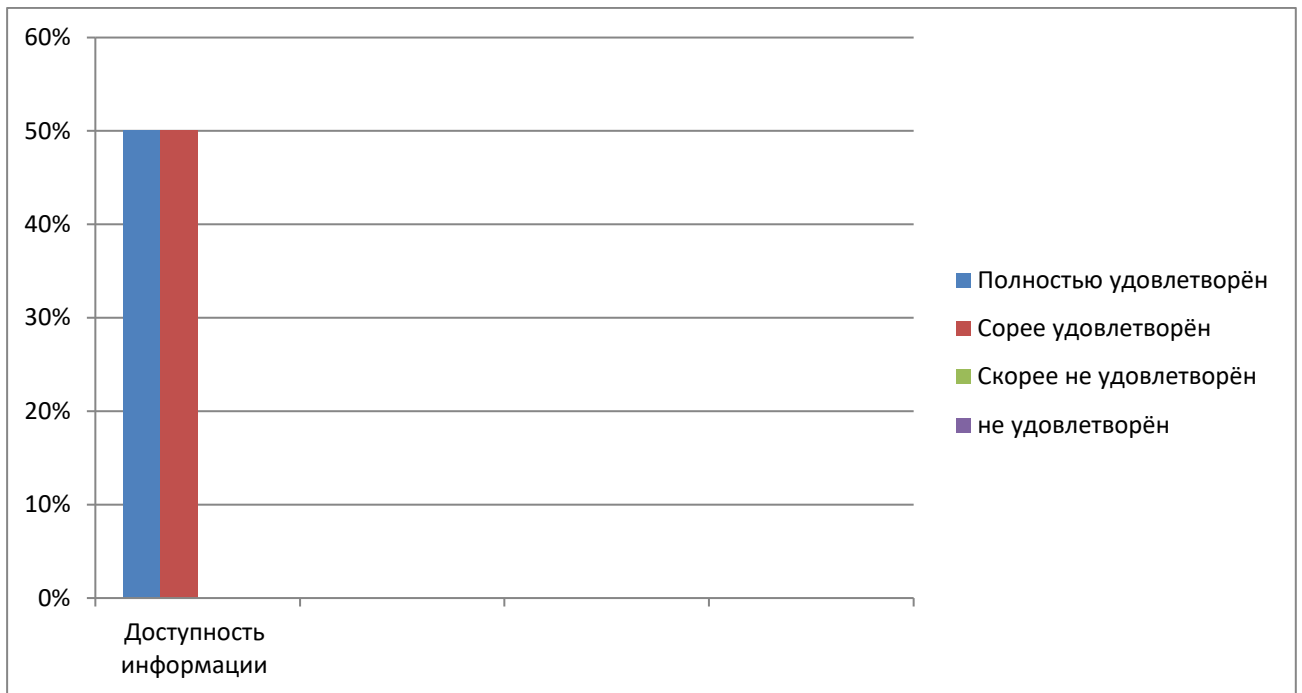 60%
50%
40%
30%
20%
10%
0%
Доступность
информации
Полностью удовлетворён
Сорее удовлетворён
Скорее не удовлетворён
не удовлетворён